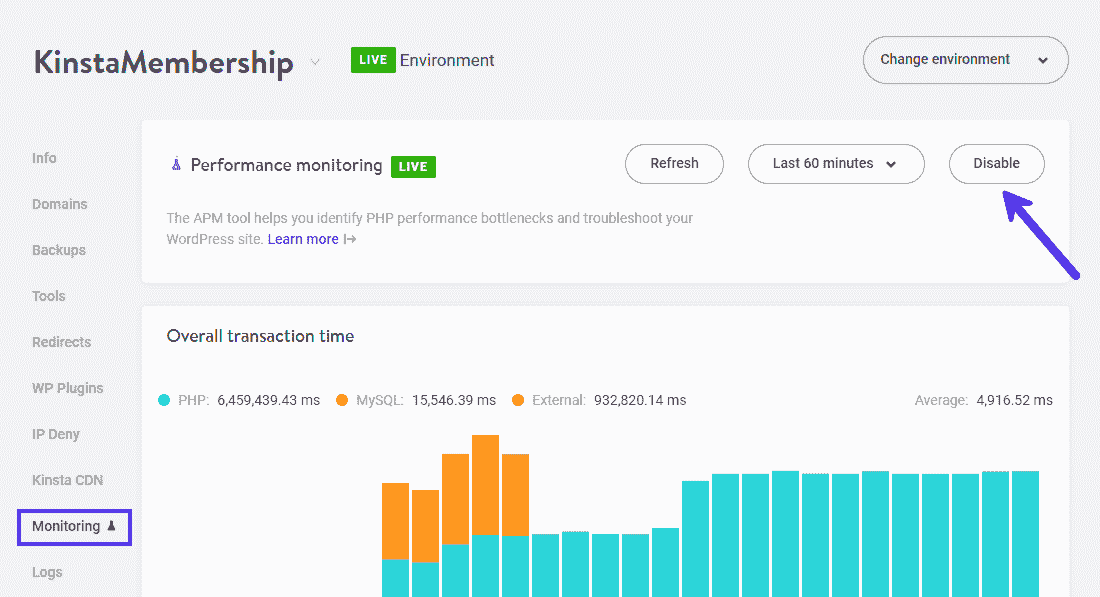 KinstaMembership LIVE Environment Change environment
Info
Domains
Backups
Tools
Redirects
WP Plugins
IP Deny
Kinsta CDN
Monitoring
Logs
Performance monitoring LIVE Refresh Last 60 minutes Disable
The APM tool helps you identify PHP performance bottlenecks and troubleshoot your
WordPress site. Learn more
Overall transaction time
PHP: 6,459,439.43 ms MySQL: 15,546.39 ms External: 932,820.14 ms Average: 4,916.52 ms